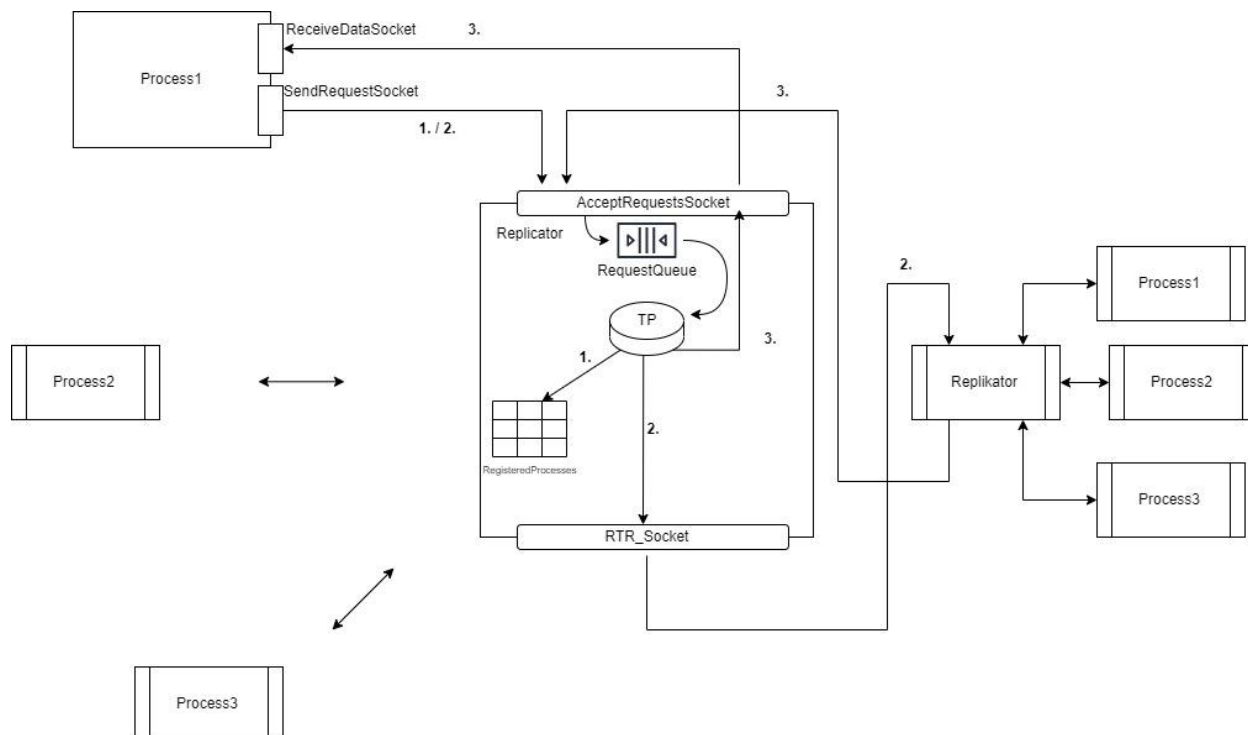 ReceiveDataSocket
3.
Process1
SendRequestSocket
3.
1. / 2.
AcceptRequestsSocket
Replicator
RequestQueue
2.
Process1
TP
3.
1.
Process2
Replikator
Process2
2.
RegisteredProcesses
Process3
RTR_Socket
Process3